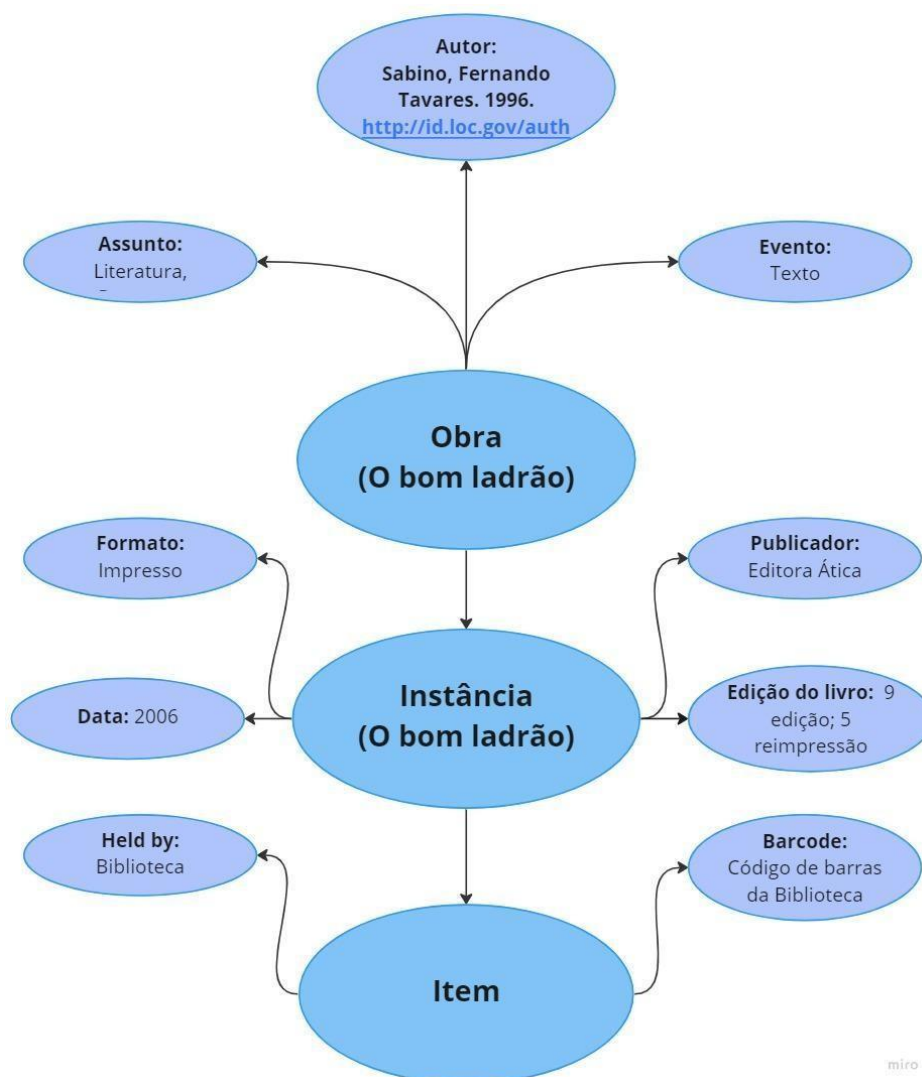 Autor:
Sabino, Fernando
Tavares. 1996.
http://id.loc.gov/auth
Assunto:
Literatura,
Evento:
Texto
Obra
(O bom ladrão)
Formato:
Impresso
Publicador:
Editora Ática
Instância
(O bom ladrão)
Data: 2006
Edição do livro: 9
edição; 5
reimpressão
Held by:
Biblioteca
Barcode:
Código de barras
da Biblioteca
Item
miro